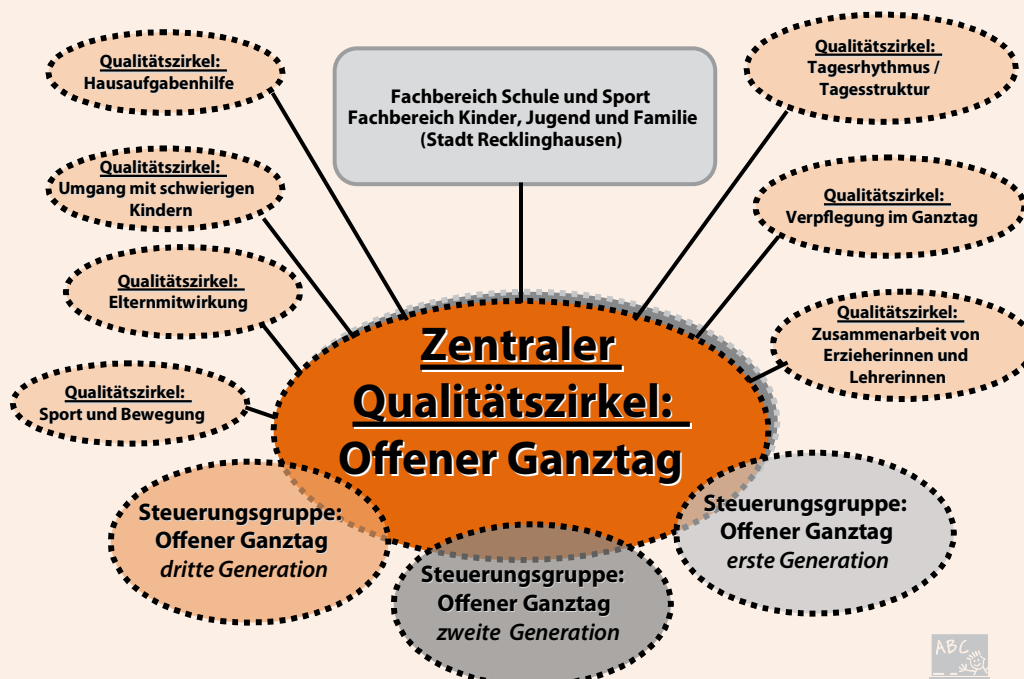 Qualitätszirkel:
Hausaufgabenhilfe
Qualitätszirkel:
Umgang mit schwierigen
Kindern
Qualitätszirkel:
Elternmitwirkung
Qualitätszirkel:
Sport und Bewegung
Fachbereich Schule und Sport
Fachbereich Kinder, Jugend und Familie
(Stadt Recklinghausen)
Qualitätszirkel:
Tagesrhythmus /
Tagesstruktur
Qualitätszirkel:
Verpflegung im Ganztag
Qualitätszirkel:
Zusammenarbeit von
Erzieherinnen und
Lehrerinnen
Zentraler
Qualitätszirkel:
Offener Ganztag
Steuerungsgruppe:
Offener Ganztag
dritte Generation
Steuerungsgruppe:
Offener Ganztag
zweite Generation
Steuerungsgruppe:
Offener Ganztag
erste Generation
ABC